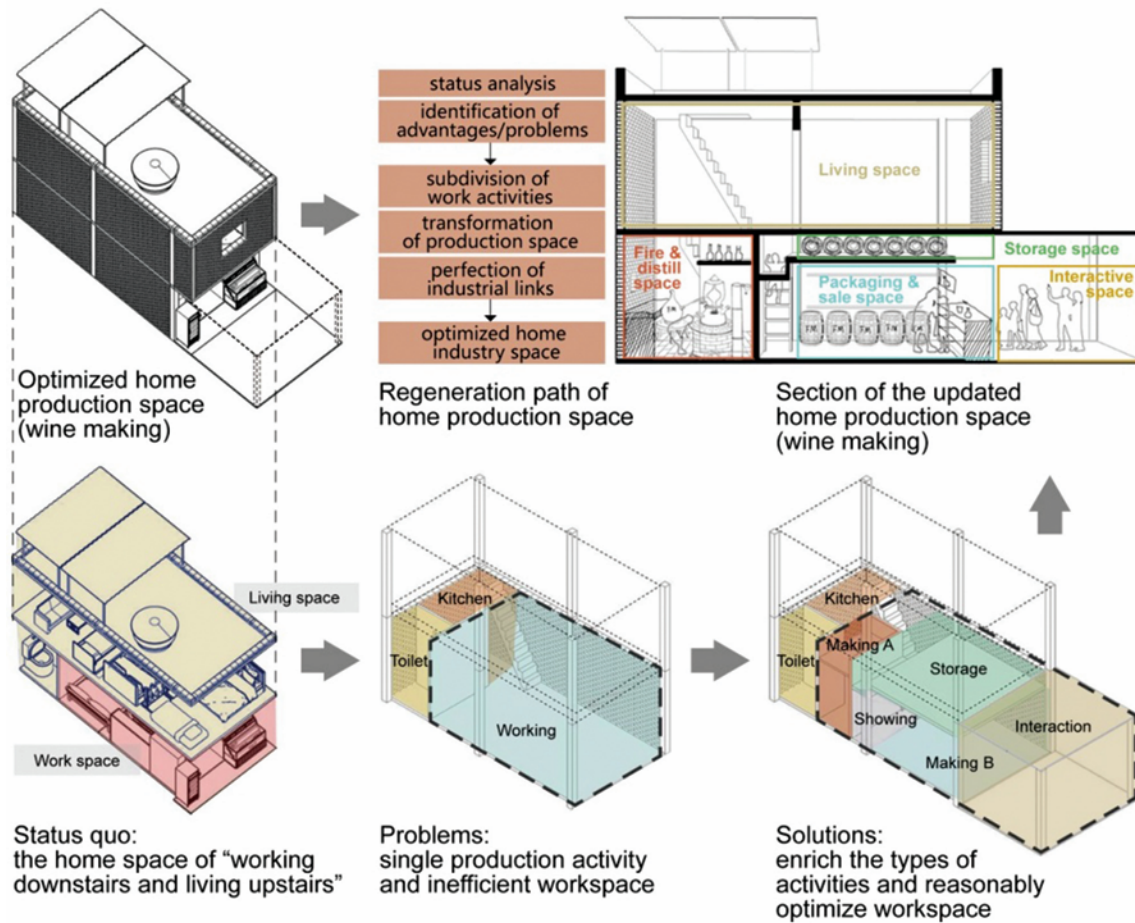 status analysis
identification of
advantages/problems
subdivision of
work activities
transformation
of production space
perfection of
industrial links
optimized home
industry space
Living space
Fire &
distill
space
Storage space
Packaging &
sale space
Interactive
space
Optimized home
production space
(wine making)
Regeneration path of
home production space
Section of the updated
home production space
(wine making)
Living space
Work space
Kitchen
Toilet
Working
Kitchen
Toilet
Making A
Storage
Showing
Interaction
Making B
Status quo:
the home space of “working
downstairs and living upstairs”
Problems:
single production activity
and inefficient workspace
Solutions:
enrich the types of
activities and reasonably
optimize workspace